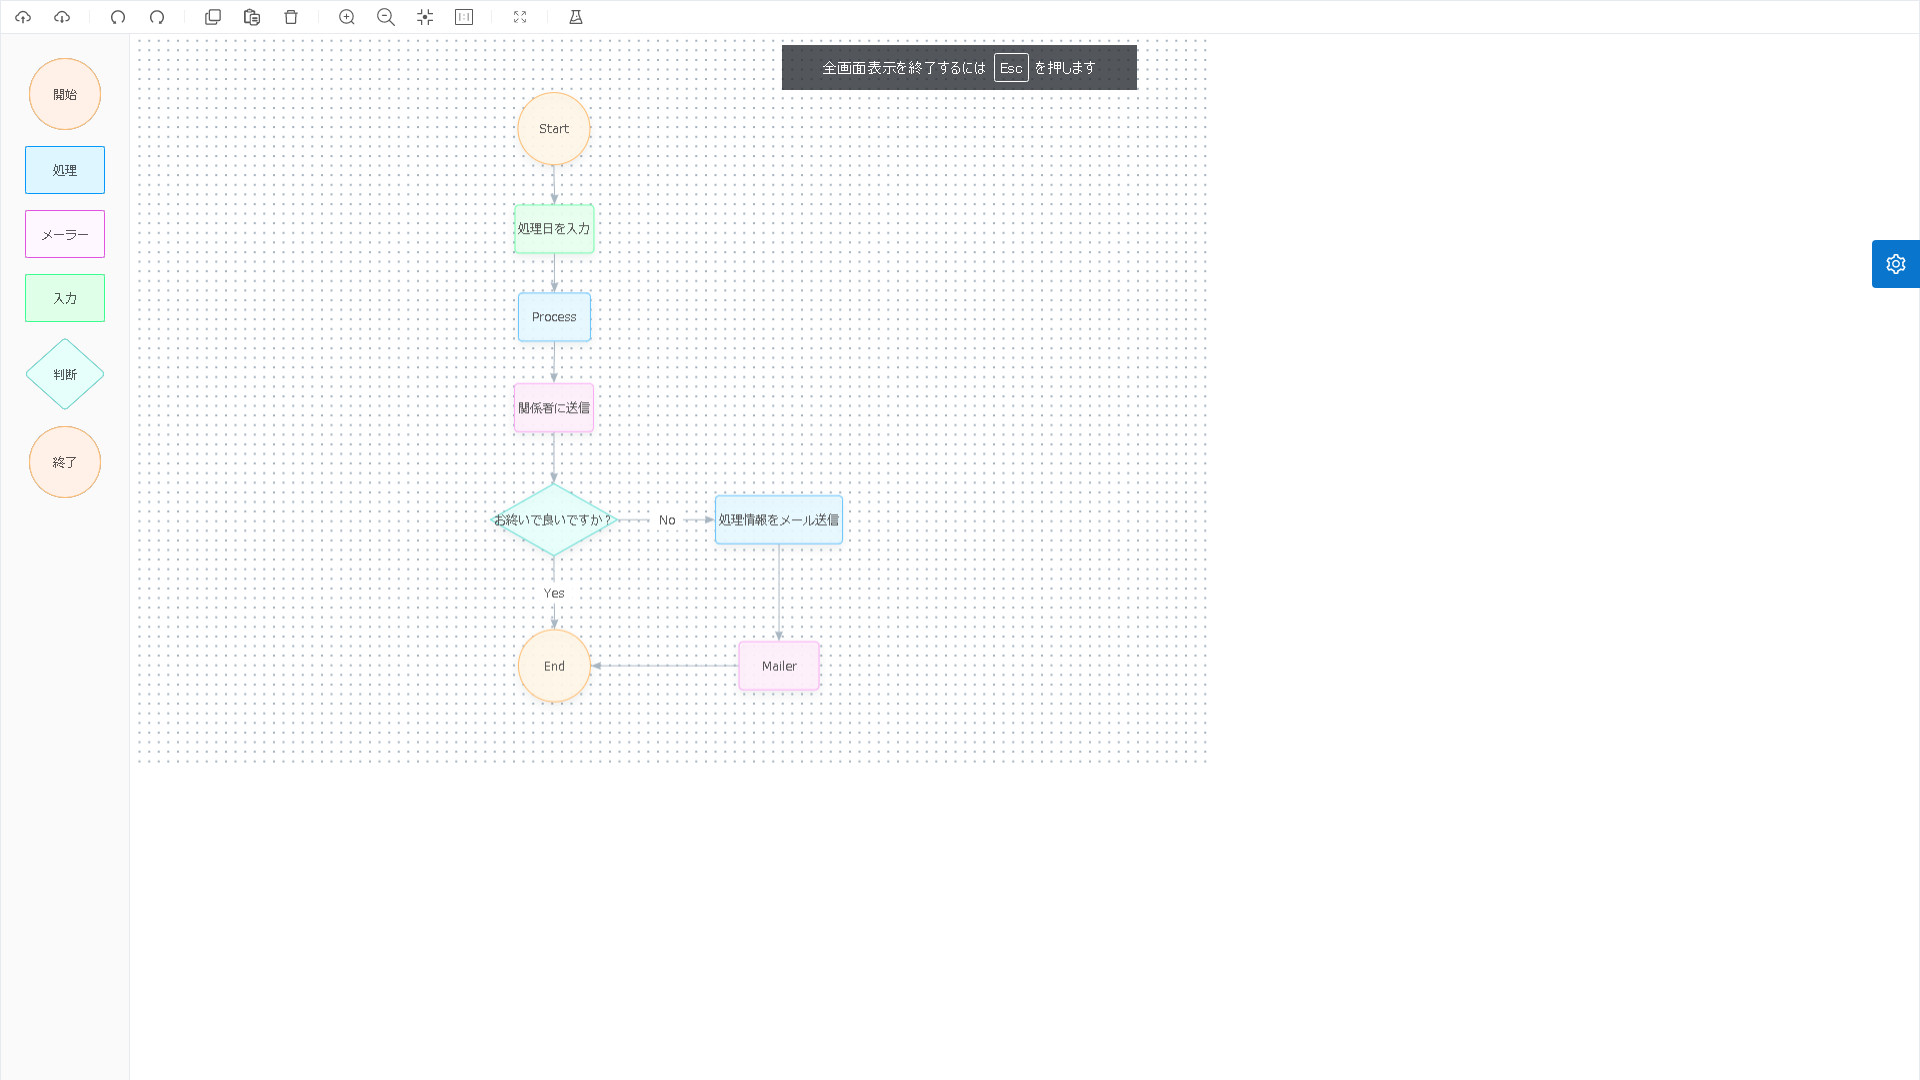 全画面表示を終了するには Esc を押します
開始
処理
メーラー
入力
判断
終了
Start
処理日を入力
Process
関係者に送信
お終いで良いですか？
No
処理情報をメール送信
Yes
End
Mailer